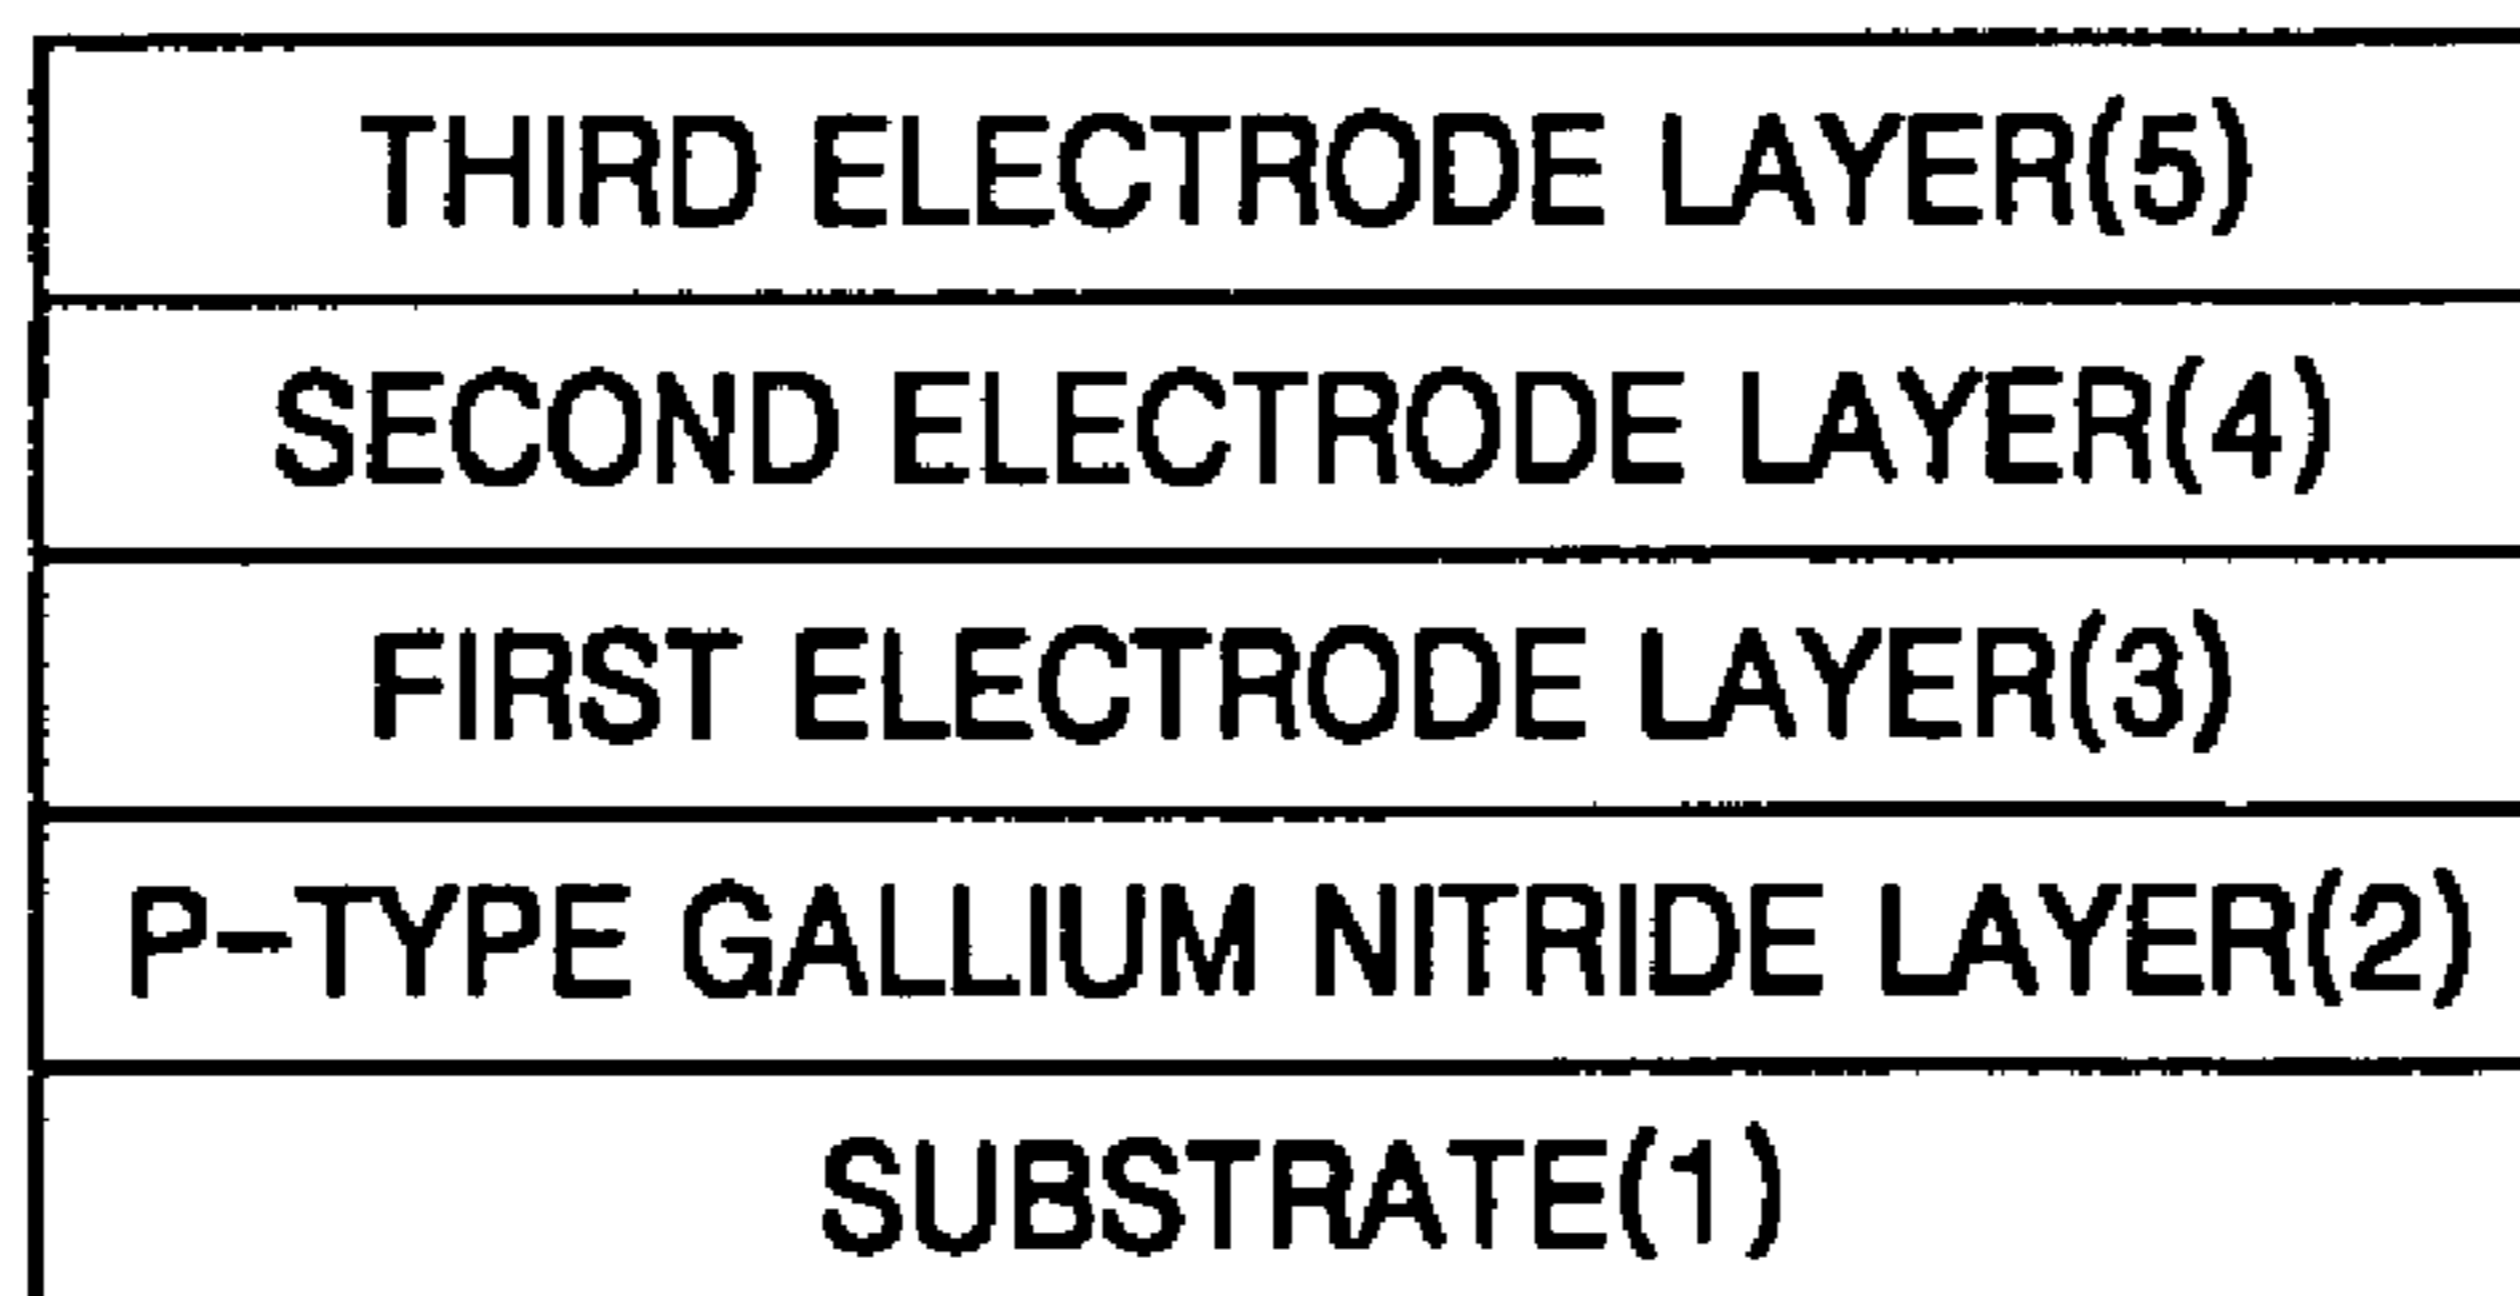 THIRD ELECTRODE LAYER(5)
SECOND ELECTRODE LAYER(4)
FIRST ELECTRODE LAYER(3)
P-TYPE GALLIUM NITRIDE LAYER(2)
SUBSTRATE(1)